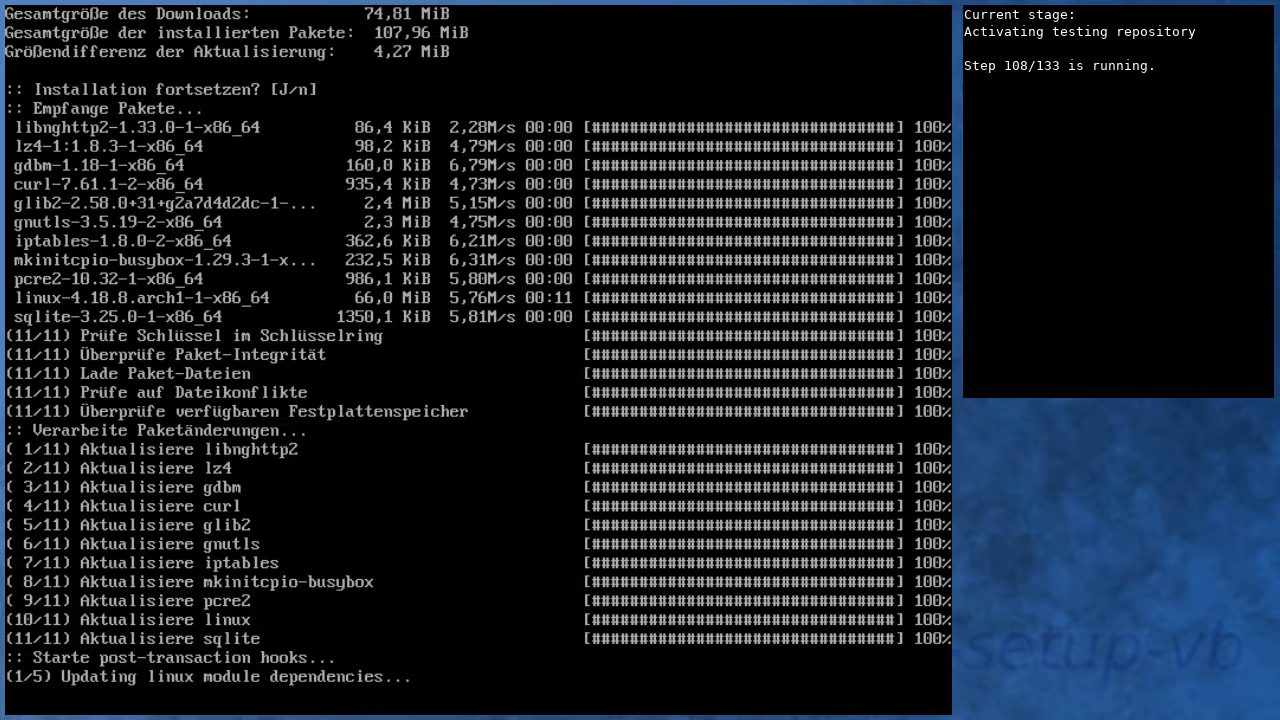 Gesamtgröße des Downloads:            74,81 MiB
Gesamtgröße der installierten Pakete:  107,96 MiB
Größendifferenz der Aktualisierung:    4,27 MiB
:: Installation fortsetzen? [J/n]
:: Empfange Pakete...
libnghttp2-1.33.0-1-x86_64          86,4 KiB  2,28M/s 00:00 [################################] 100%
lz4-1:1.8.3-1-x86_64                98,2 KiB  4,79M/s 00:00 [################################] 100%
gdbm-1.18-1-x86_64                 160,0 KiB  6,79M/s 00:00 [################################] 100%
curl-7.61.1-2-x86_64               935,4 KiB  4,73M/s 00:00 [################################] 100%
glib2-2.58.0+31+g2a7d4d2dc-1-...     2,4 MiB  5,15M/s 00:00 [################################] 100%
gnutls-3.5.19-2-x86_64               2,3 MiB  4,75M/s 00:00 [################################] 100%
iptables-1.8.0-2-x86_64            362,6 KiB  6,21M/s 00:00 [################################] 100%
mkinitcpio-busybox-1.29.3-1-x...   232,5 KiB  6,31M/s 00:00 [################################] 100%
pcre2-10.32-1-x86_64               986,1 KiB  5,80M/s 00:00 [################################] 100%
linux-4.18.8.arch1-1-x86_64         66,0 MiB  5,76M/s 00:11 [################################] 100%
sqlite-3.25.0-1-x86_64            1350,1 KiB  5,81M/s 00:00 [################################] 100%
(11/11) Prüfe Schlüssel im Schlüsselring                     [################################] 100%
(11/11) Überprüfe Paket-Integrität                           [################################] 100%
(11/11) Lade Paket-Dateien                                   [################################] 100%
(11/11) Prüfe auf Dateikonflikte                             [################################] 100%
(11/11) Überprüfe verfügbaren Festplattenspeicher            [################################] 100%
:: Verarbeite Paketänderungen...
( 1/11) Aktualisiere libnghttp2                              [################################] 100%
( 2/11) Aktualisiere lz4                                     [################################] 100%
( 3/11) Aktualisiere gdbm                                    [################################] 100%
( 4/11) Aktualisiere curl                                    [################################] 100%
( 5/11) Aktualisiere glib2                                   [################################] 100%
( 6/11) Aktualisiere gnutls                                  [################################] 100%
( 7/11) Aktualisiere iptables                                [################################] 100%
( 8/11) Aktualisiere mkinitcpio-busybox                      [################################] 100%
( 9/11) Aktualisiere pcre2                                   [################################] 100%
(10/11) Aktualisiere linux                                   [################################] 100%
(11/11) Aktualisiere sqlite                                  [################################] 100%
:: Starte post-transaction hooks...
(1/5) Updating linux module dependencies...
Current stage:
Activating testing repository
Step 108/133 is running.
setup-vb